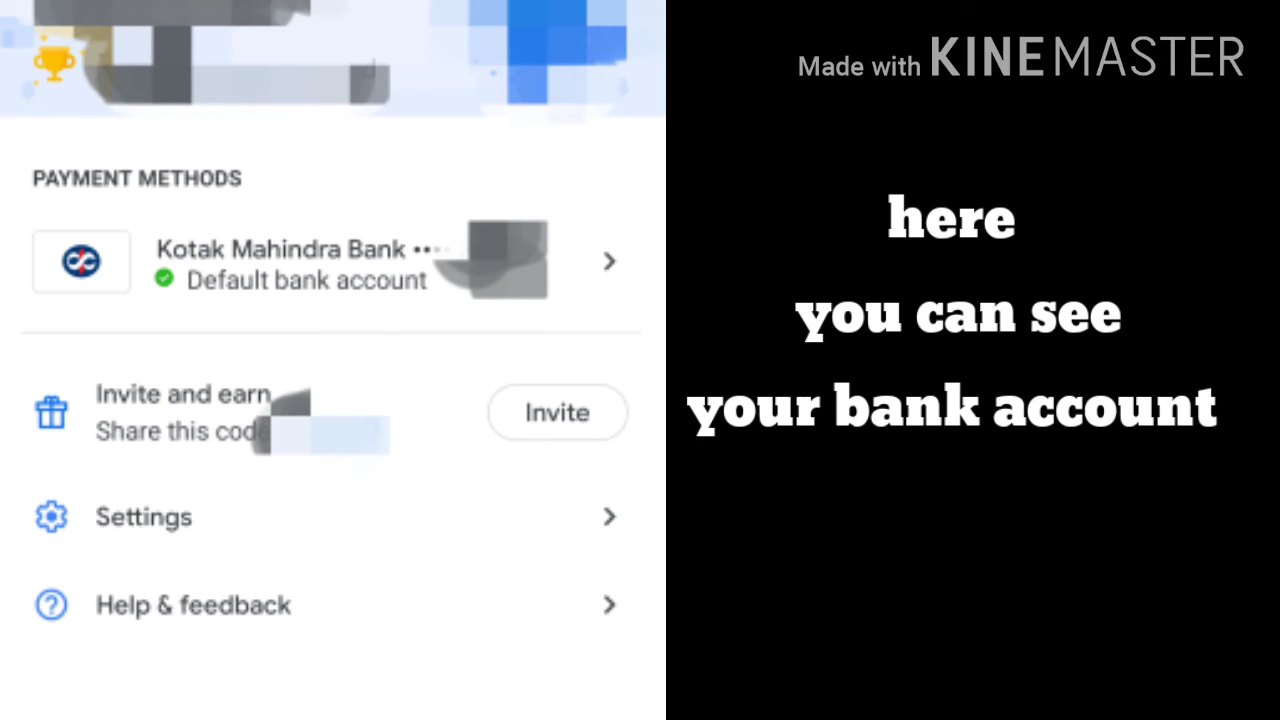 PAYMENT METHODS
Kotak Mahindra Bank ••••
Default bank account
Invite and earn
Share this code
Invite
Settings
Help & feedback
Made with KINEMASTER
here
you can see
your bank account